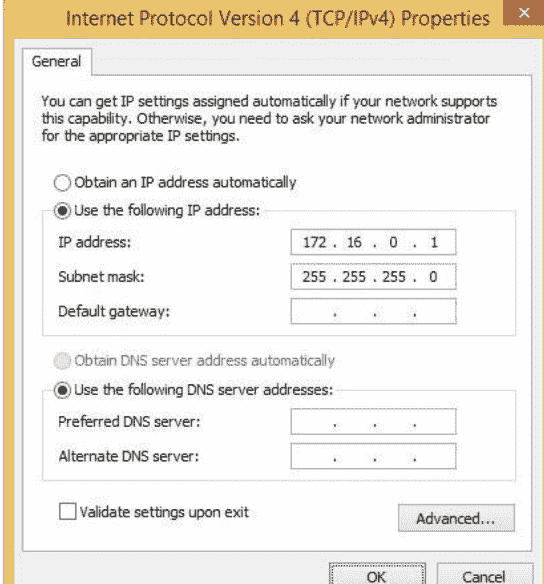 Internet Protocol Version 4 (TCP/IPv4) Properties
General
You can get IP settings assigned automatically if your network supports
this capability. Otherwise, you need to ask your network administrator
for the appropriate IP settings.
Obtain an IP address automatically
Use the following IP address:
IP address: 172 . 16 . 0 . 1
Subnet mask: 255 . 255 . 255 . 0
Default gateway: . . .
Obtain DNS server address automatically
Use the following DNS server addresses:
Preferred DNS server: . . .
Alternate DNS server: . . .
Validate settings upon exit
Advanced...
OK Cancel